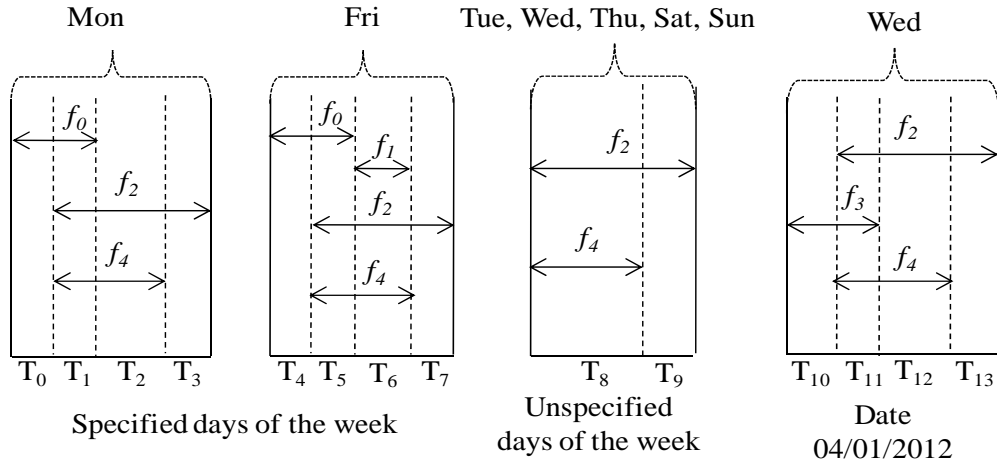 Mon Fri Tue, Wed, Thu, Sat, Sun Wed
f0 f0 f2 f2
f1
f2 f2 f3
f4 f4 f4 f4
T0 T1 T2 T3 T4 T5 T6 T7 T8 T9 T10 T11 T12 T13
Specified days of the week
Unspecified
days of the week
Date
04/01/2012